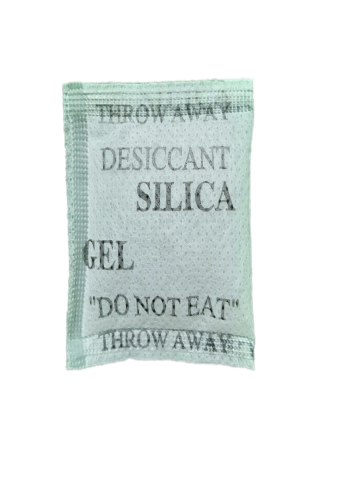 THROW AWAY
DESICCANT
SILICA
GEL
"DO NOT EAT"
THROW AWAY